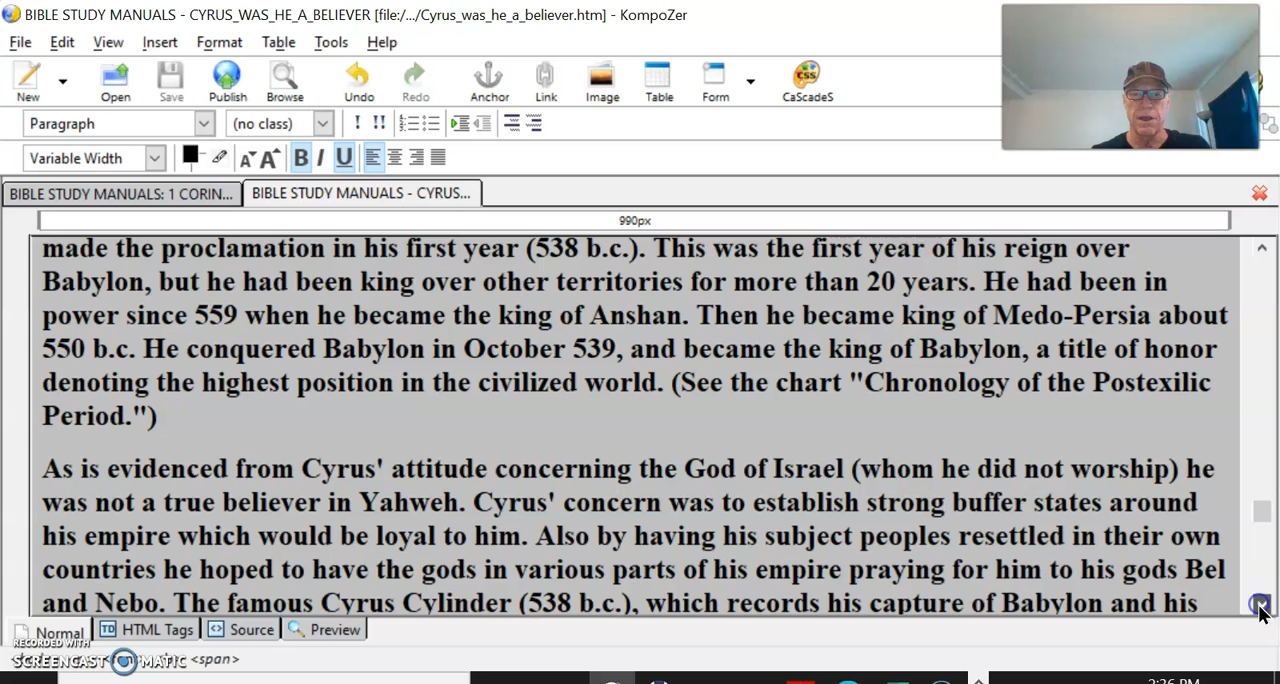 BIBLE STUDY MANUALS - CYRUS_WAS_HE_A_BELIEVER [file:/.../Cyrus_was_he_a_believer.htm] - KompoZer
File Edit View Insert Format Table Tools Help
New Open Save Publish Browse Undo Redo Anchor Link Image Table Form CaScadeS
Paragraph (no class) ! !!
Variable Width A A B I U
BIBLE STUDY MANUALS: 1 CORIN... BIBLE STUDY MANUALS - CYRUS...
990px
made the proclamation in his first year (538 b.c.). This was the first year of his reign over
Babylon, but he had been king over other territories for more than 20 years. He had been in
power since 559 when he became the king of Anshan. Then he became king of Medo-Persia about
550 b.c. He conquered Babylon in October 539, and became the king of Babylon, a title of honor
denoting the highest position in the civilized world. (See the chart "Chronology of the Postexilic
Period.")
As is evidenced from Cyrus' attitude concerning the God of Israel (whom he did not worship) he
was not a true believer in Yahweh. Cyrus' concern was to establish strong buffer states around
his empire which would be loyal to him. Also by having his subject peoples resettled in their own
countries he hoped to have the gods in various parts of his empire praying for him to his gods Bel
and Nebo. The famous Cyrus Cylinder (538 b.c.), which records his capture of Babylon and his
Normal TD HTML Tags Source Preview
RECORDED WITH
SCREENCAST MATIC <span>
2:26 PM